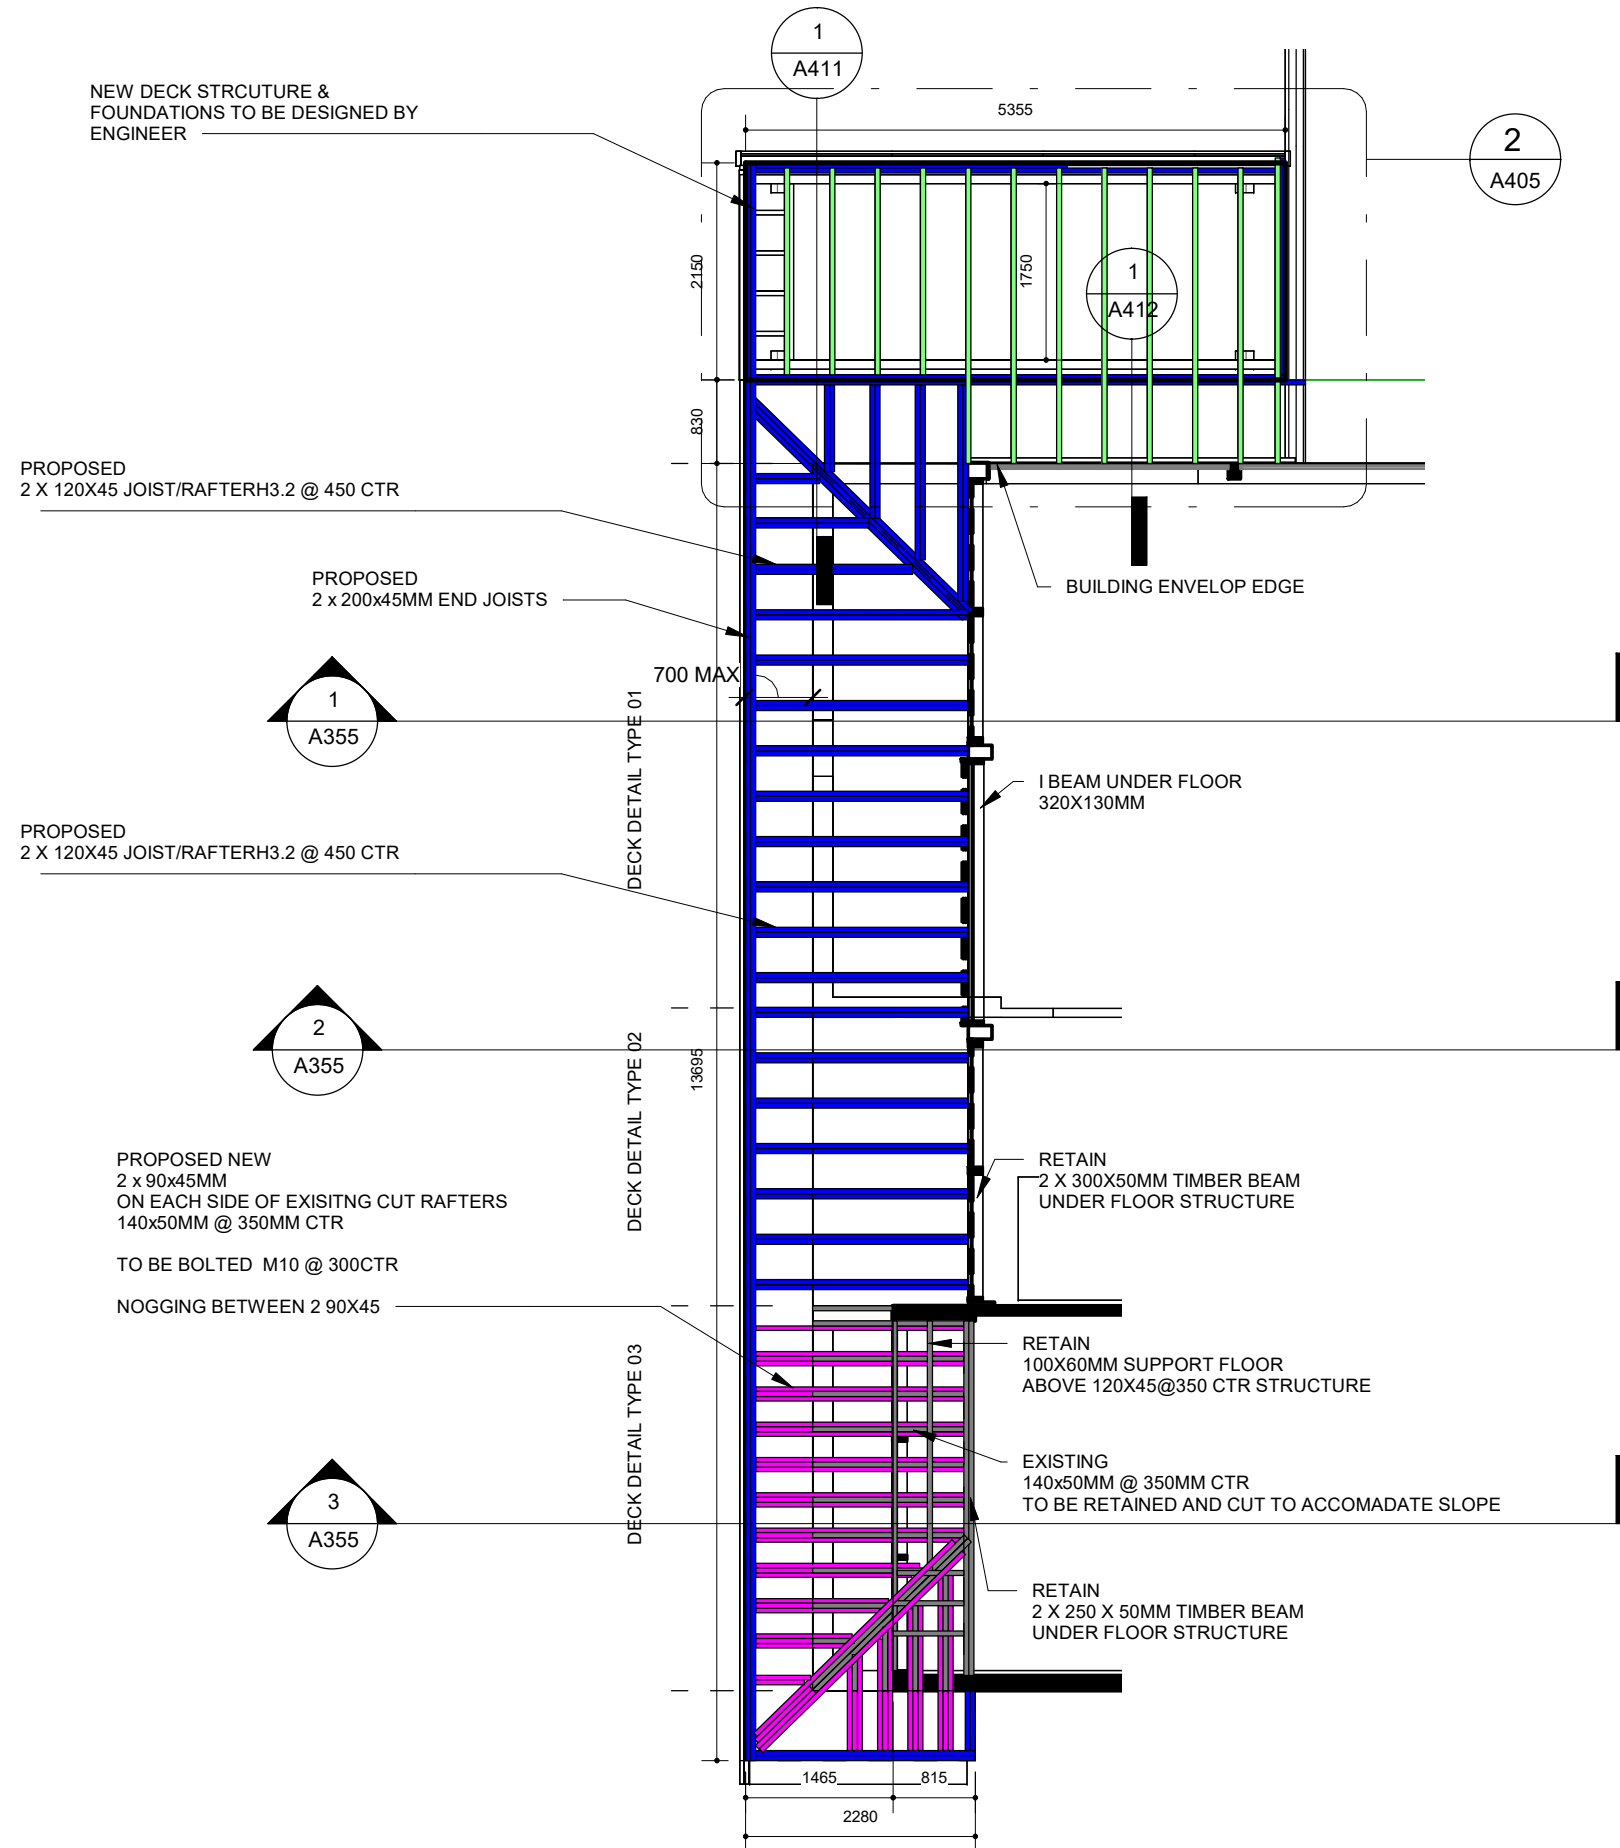 1
A411
NEW DECK STRCUTURE &
FOUNDATIONS TO BE DESIGNED BY
ENGINEER
5355
2
A405
2150
1750
1
A412
830
PROPOSED
2 X 120X45 JOIST/RAFTERH3.2 @ 450 CTR
PROPOSED
2 x 200x45MM END JOISTS
BUILDING ENVELOP EDGE
700 MAX
1
A355
DECK DETAIL TYPE 01
I BEAM UNDER FLOOR
320X130MM
PROPOSED
2 X 120X45 JOIST/RAFTERH3.2 @ 450 CTR
2
A355
DECK DETAIL TYPE 02
13695
PROPOSED NEW
2 x 90x45MM
ON EACH SIDE OF EXISITNG CUT RAFTERS
140x50MM @ 350MM CTR
TO BE BOLTED M10 @ 300CTR
NOGGING BETWEEN 2 90X45
RETAIN
2 X 300X50MM TIMBER BEAM
UNDER FLOOR STRUCTURE
RETAIN
100X60MM SUPPORT FLOOR
ABOVE 120X45@350 CTR STRUCTURE
DECK DETAIL TYPE 03
EXISTING
140x50MM @ 350MM CTR
TO BE RETAINED AND CUT TO ACCOMADATE SLOPE
3
A355
RETAIN
2 X 250 X 50MM TIMBER BEAM
UNDER FLOOR STRUCTURE
1465
815
2280